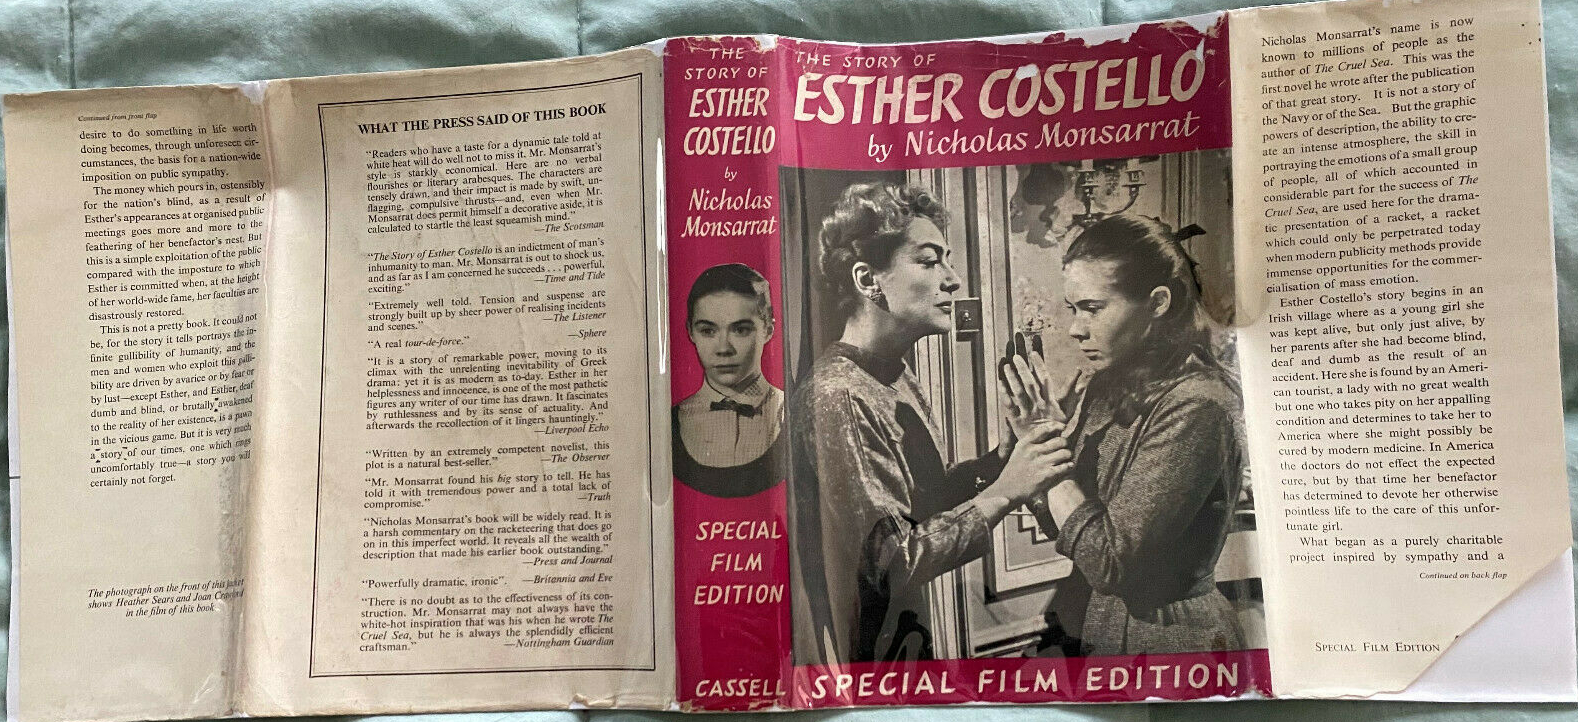 Continued from front flap
desire to do something in life worth
doing becomes, through unforeseen cir-
cumstances, the basis for a nation-wide
imposition on public sympathy.
The money which pours in, ostensibly
for the nation's blind, as a result of
Esther's appearances at organised public
meetings goes more and more to the
feathering of her benefactor's nest. But
this is a simple exploitation of the public
compared with the imposture to which
Esther is committed when, at the height
of her world-wide fame, her faculties are
disastrously restored.
This is not a pretty book. It could not
be, for the story it tells portrays the in-
finite gullibility of humanity, and the
men and women who exploit this gulli-
bility are driven by avarice or by fear or
by lust—except Esther, and Esther, deaf
dumb and blind, or brutally awakened
to the reality of her existence, is a pawn
in the vicious game. But it is very much
a story of our times, one which rings
uncomfortably true—a story you will
certainly not forget.
The photograph on the front of this jacket
shows Heather Sears and Joan Crawford
in the film of this book
WHAT THE PRESS SAID OF THIS BOOK
"Readers who have a taste for a dynamic tale told at
white heat will do well not to miss it. Mr. Monsarrat's
style is starkly economical. Here are no verbal
flourishes or literary arabesques. The characters are
tensely drawn, and their impact is made by swift, un-
flagging, compulsive thrusts—and, even when Mr.
Monsarrat does permit himself a decorative aside, it is
calculated to startle the least squeamish mind."
—The Scotsman
"The Story of Esther Costello is an indictment of man's
inhumanity to man. Mr. Monsarrat is out to shock us,
and as far as I am concerned he succeeds . . . powerful,
exciting."
—Time and Tide
"Extremely well told. Tension and suspense are
strongly built up by sheer power of realising incidents
and scenes."
—The Listener
"A real tour-de-force."
—Sphere
"It is a story of remarkable power, moving to its
climax with the unrelenting inevitability of Greek
drama; yet it is as modern as to-day. Esther in her
helplessness and innocence, is one of the most pathetic
figures any writer of our time has drawn. It fascinates
by ruthlessness and by its sense of actuality. And
afterwards the recollection of it lingers hauntingly."
—Liverpool Echo
"Written by an extremely competent novelist, this
plot is a natural best-seller."
—The Observer
"Mr. Monsarrat found his big story to tell. He has
told it with tremendous power and a total lack of
compromise."
—Truth
"Nicholas Monsarrat's book will be widely read. It is
a harsh commentary on the racketeering that does go
on in this imperfect world. It reveals all the wealth of
description that made his earlier book outstanding."
—Press and Journal
"Powerfully dramatic, ironic". —Britannia and Eve
"There is no doubt as to the effectiveness of its con-
struction. Mr. Monsarrat may not always have the
white-hot inspiration that was his when he wrote The
Cruel Sea, but he is always the splendidly efficient
craftsman."
—Nottingham Guardian
THE
STORY OF
ESTHER
COSTELLO
by
Nicholas
Monsarrat
SPECIAL
FILM
EDITION
CASSELL
THE STORY OF
ESTHER COSTELLO
by Nicholas Monsarrat
SPECIAL FILM EDITION
Nicholas Monsarrat's name is now
known to millions of people as the
author of The Cruel Sea. This was the
first novel he wrote after the publication
of that great story. It is not a story of
the Navy or of the Sea. But the graphic
powers of description, the ability to cre-
ate an intense atmosphere, the skill in
portraying the emotions of a small group
of people, all of which accounted in
considerable part for the success of The
Cruel Sea, are used here for the drama-
tic presentation of a racket, a racket
which could only be perpetrated today
when modern publicity methods provide
immense opportunities for the commer-
cialisation of mass emotion.
Esther Costello's story begins in an
Irish village where as a young girl she
was kept alive, but only just alive, by
her parents after she had become blind,
deaf and dumb as the result of an
accident. Here she is found by an Ameri-
can tourist, a lady with no great wealth
but one who takes pity on her appalling
condition and determines to take her to
America where she might possibly be
cured by modern medicine. In America
the doctors do not effect the expected
cure, but by that time her benefactor
has determined to devote her otherwise
pointless life to the care of this unfor-
tunate girl.
What began as a purely charitable
project inspired by sympathy and a
Continued on back flap
SPECIAL FILM EDITION